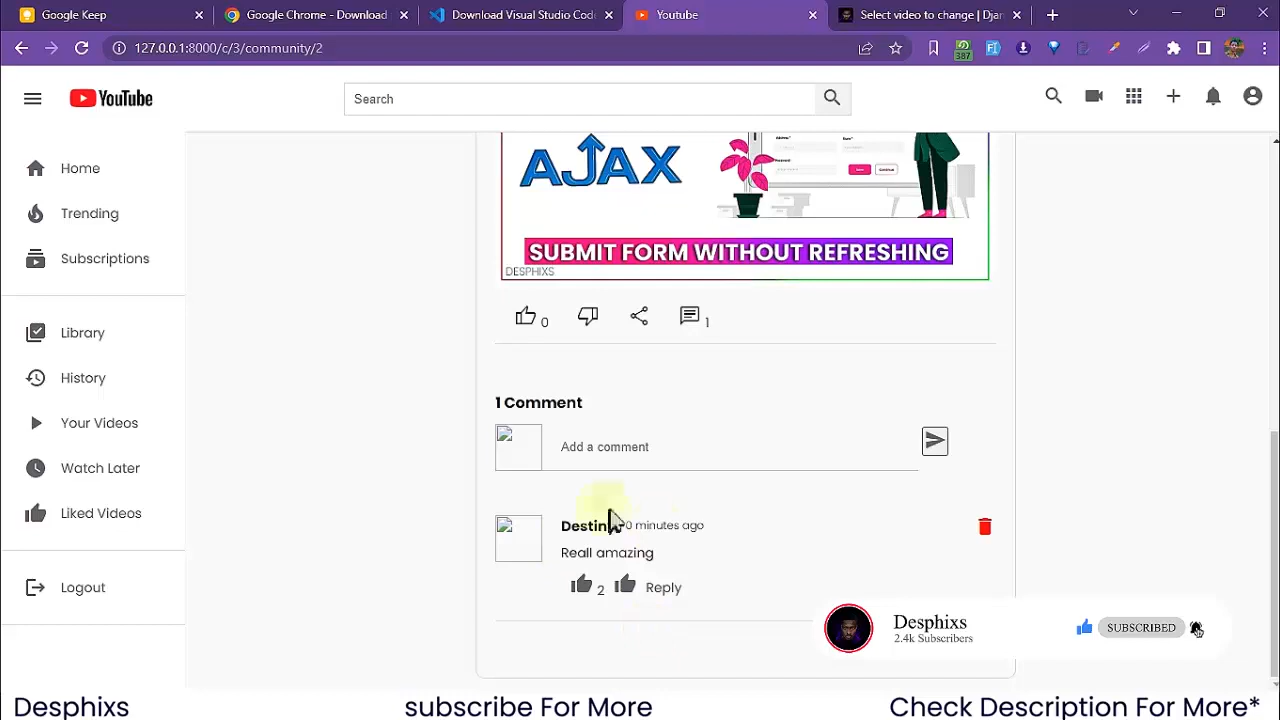 Google Keep
Google Chrome - Download
Download Visual Studio Code
Youtube
Select video to change | Djan
127.0.0.1:8000/c/3/community/2
387
YouTube
Search
Home
Trending
Subscriptions
Library
History
Your Videos
Watch Later
Liked Videos
Logout
AJAX
SUBMIT FORM WITHOUT REFRESHING
DESPHIXS
0
1
1 Comment
Add a comment
0 minutes ago
Reall amazing
2
Reply
Desphixs
2.4k Subscribers
SUBSCRIBED
Desphixs
subscribe For More
Check Description For More*